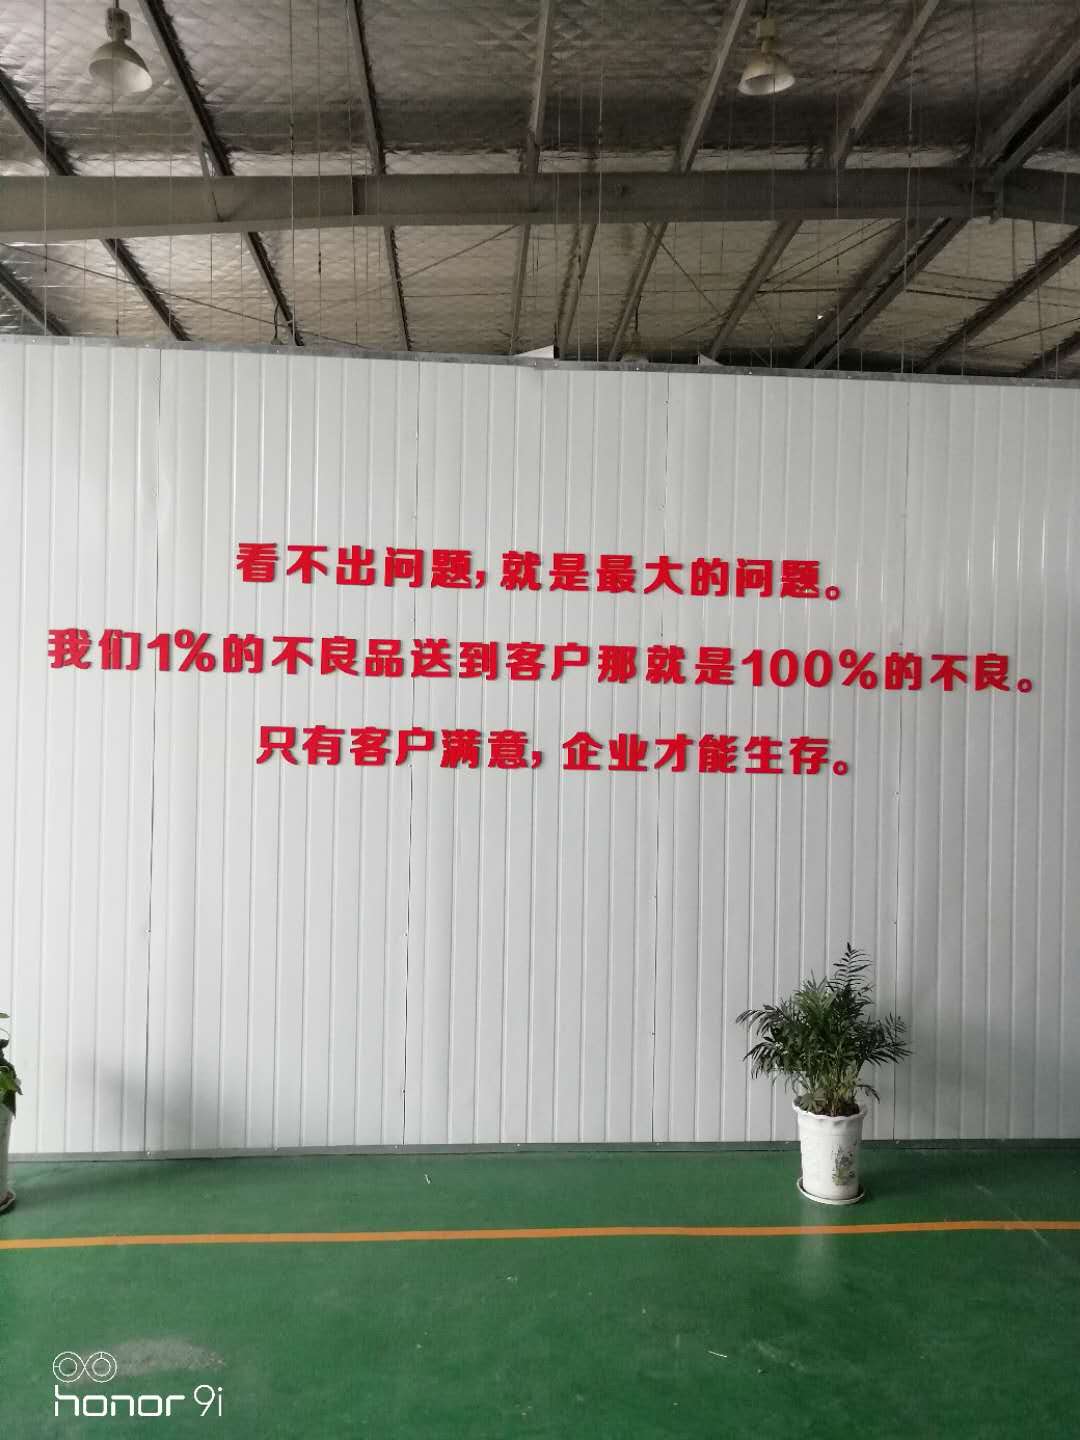 看不出问题，就是最大的问题。
我们1%的不良品送到客户那就是100%的不良。
只有客户满意，企业才能生存。
honor 9i